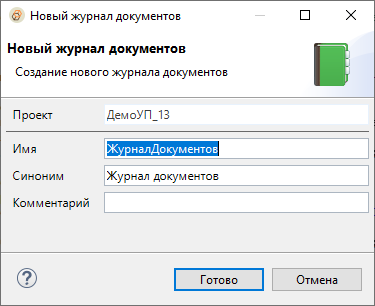 Новый журнал документов
Новый журнал документов
Создание нового журнала документов
Проект ДемоУП_13
Имя ЖурналДокументов
Синоним Журнал документов
Комментарий
? Готово Отмена